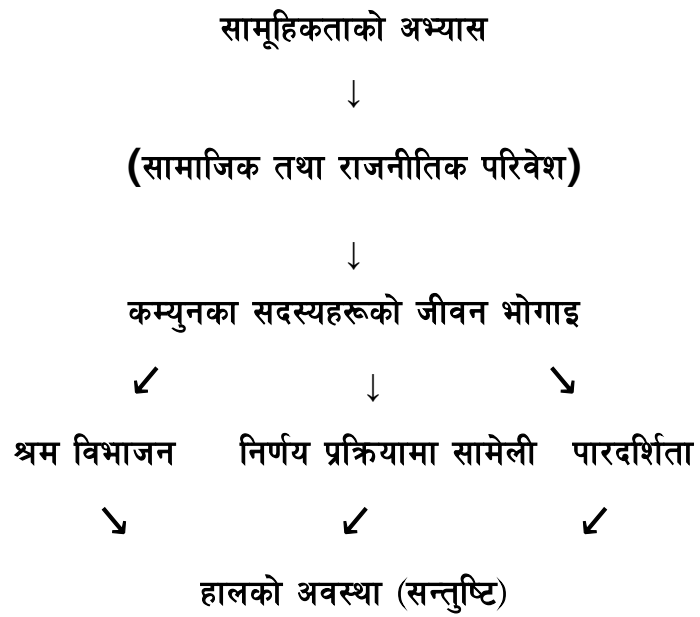 सामूहिकताको अभ्यास
↓
(सामाजिक तथा राजनीतिक परिवेश)
↓
कम्युनका सदस्यहरूको जीवन भोगाइ
↙ ↓ ↘
श्रम विभाजन निर्णय प्रक्रियामा सामेली पारदर्शिता
↘ ↙ ↙
हालको अवस्था (सन्तुष्टि)